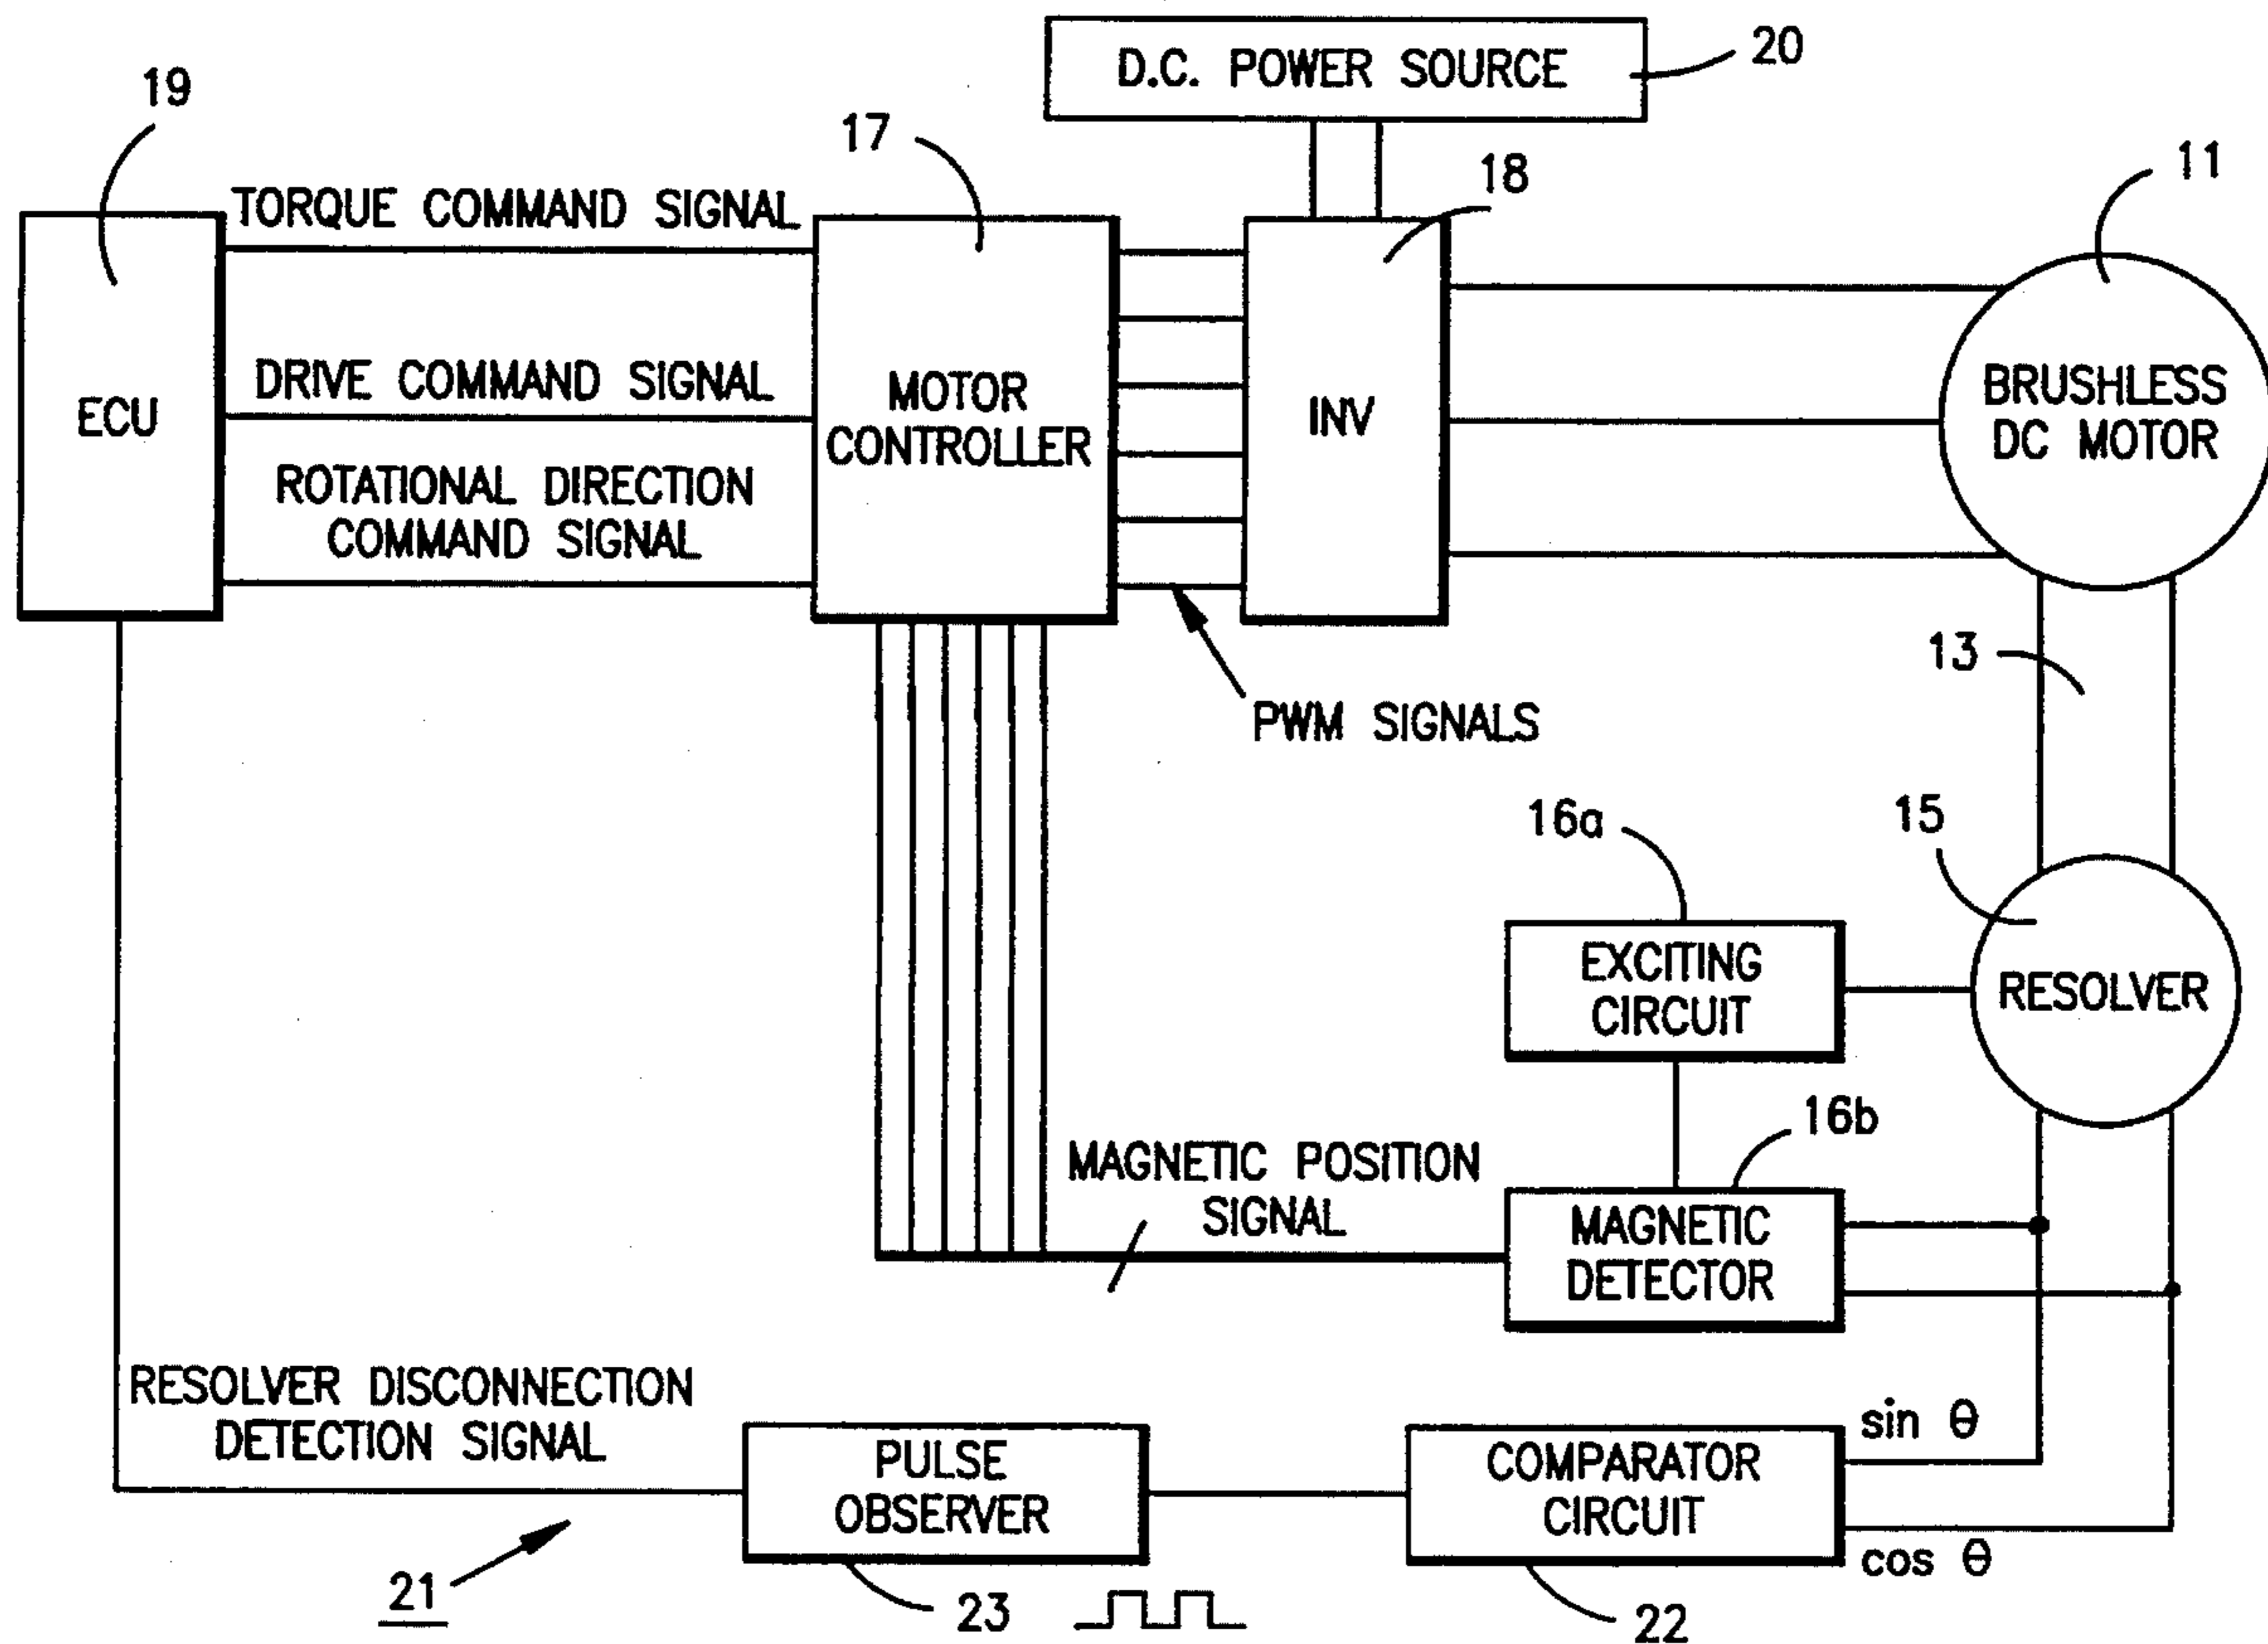 D.C. POWER SOURCE
20
19
17
18
11
TORQUE COMMAND SIGNAL
DRIVE COMMAND SIGNAL
ROTATIONAL DIRECTION
COMMAND SIGNAL
ECU
MOTOR
CONTROLLER
INV
BRUSHLESS
DC MOTOR
13
PWM SIGNALS
16a
15
EXCITING
CIRCUIT
RESOLVER
16b
MAGNETIC POSITION
SIGNAL
MAGNETIC
DETECTOR
RESOLVER DISCONNECTION
DETECTION SIGNAL
PULSE
OBSERVER
COMPARATOR
CIRCUIT
sin θ
cos θ
21
23
22